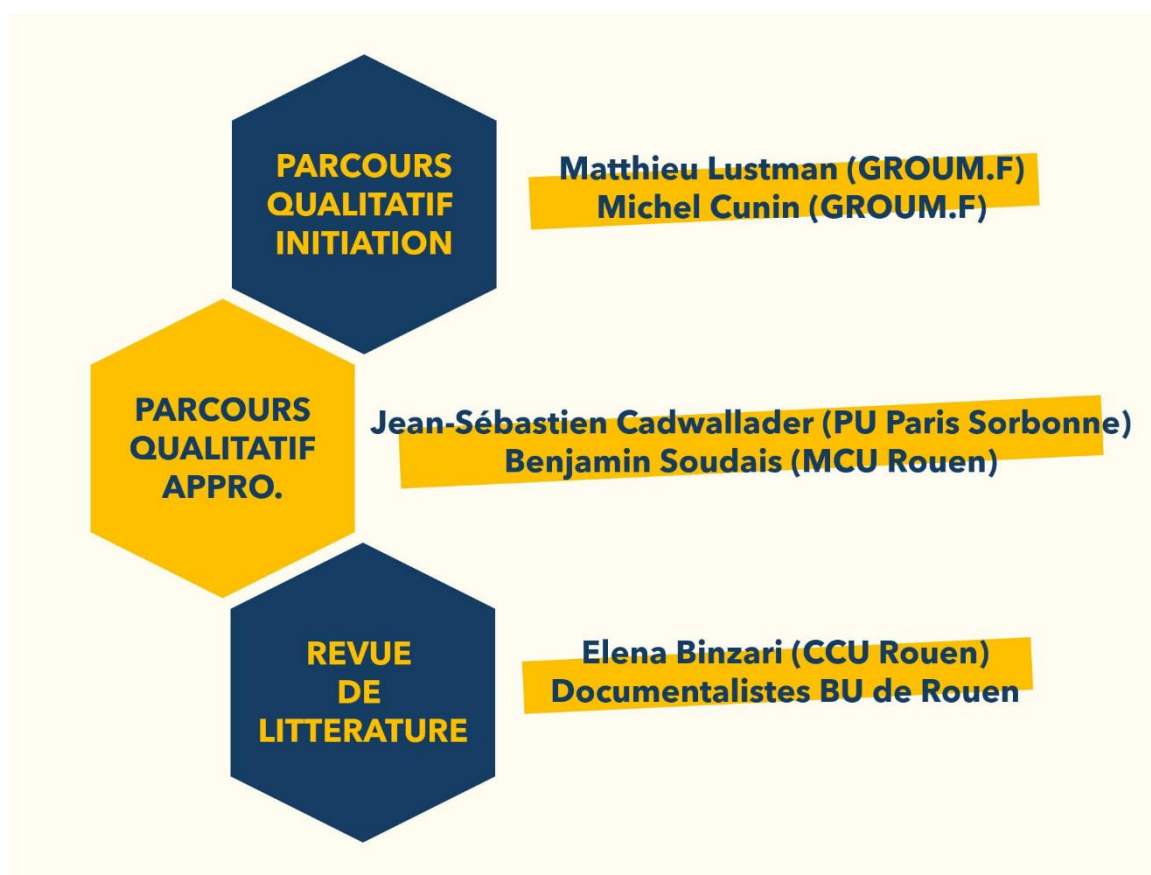 PARCOURS
QUALITATIF
INITIATION
Matthieu Lustman (GROUM.F)
Michel Cunin (GROUM.F)
PARCOURS
QUALITATIF
APPRO.
Jean-Sébastien Cadwallader (PU Paris Sorbonne)
Benjamin Soudais (MCU Rouen)
REVUE
DE
LITTERATURE
Elena Binzari (CCU Rouen)
Documentalistes BU de Rouen